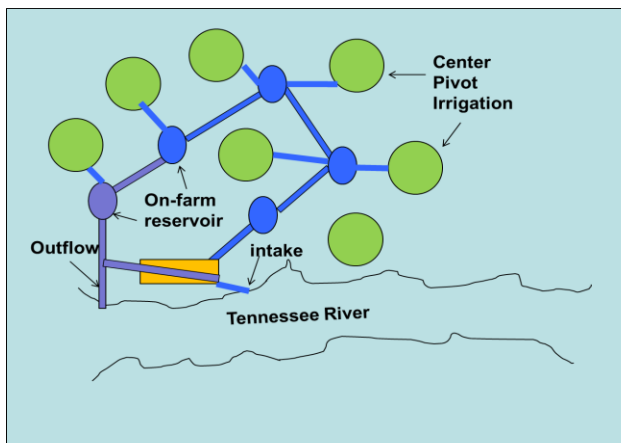 Center
Pivot
Irrigation
On-farm
reservoir
Outflow
intake
Tennessee River